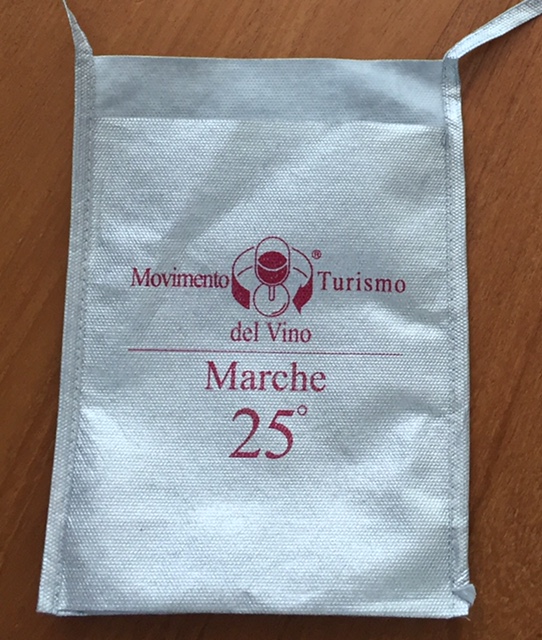 Movimento Turismo®
del Vino
Marche
25°